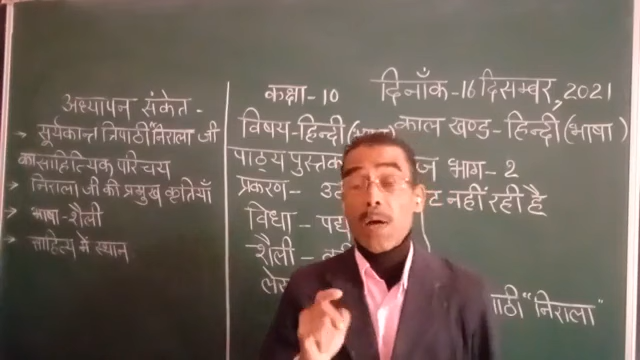 अध्यापन संकेत -
→ सूर्यकान्त त्रिपाठी "निराला जी
का साहित्यिक परिचय
→ निराला जी की प्रमुख कृतियाँ
→ भाषा - शैली
→ साहित्य में स्थान
कक्षा - 10 दिनाँक - 16 दिसम्बर, 2021
विषय - हिन्दी काल खण्ड - हिन्दी (भाषा)
पाठ्य पुस्तक भाग - 2
प्रकरण - नहीं रही है
विधा -
शैली -
"निराला"